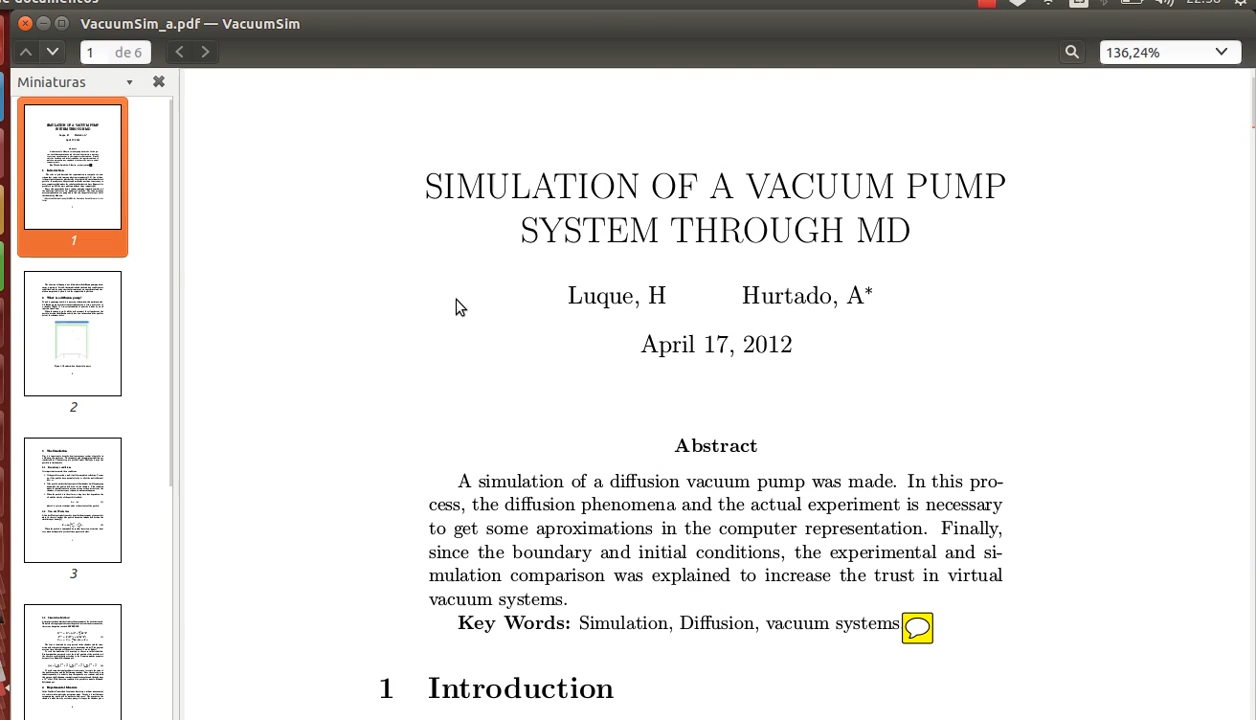 VacuumSim_a.pdf — VacuumSim
1 de 6
136,24%
Miniaturas
1
2
3
SIMULATION OF A VACUUM PUMP
SYSTEM THROUGH MD
Luque, H Hurtado, A*
April 17, 2012
Abstract
A simulation of a diffusion vacuum pump was made. In this pro-
cess, the diffusion phenomena and the actual experiment is necessary
to get some aproximations in the computer representation. Finally,
since the boundary and initial conditions, the experimental and si-
mulation comparison was explained to increase the trust in virtual
vacuum systems.
Key Words: Simulation, Diffusion, vacuum systems
1 Introduction